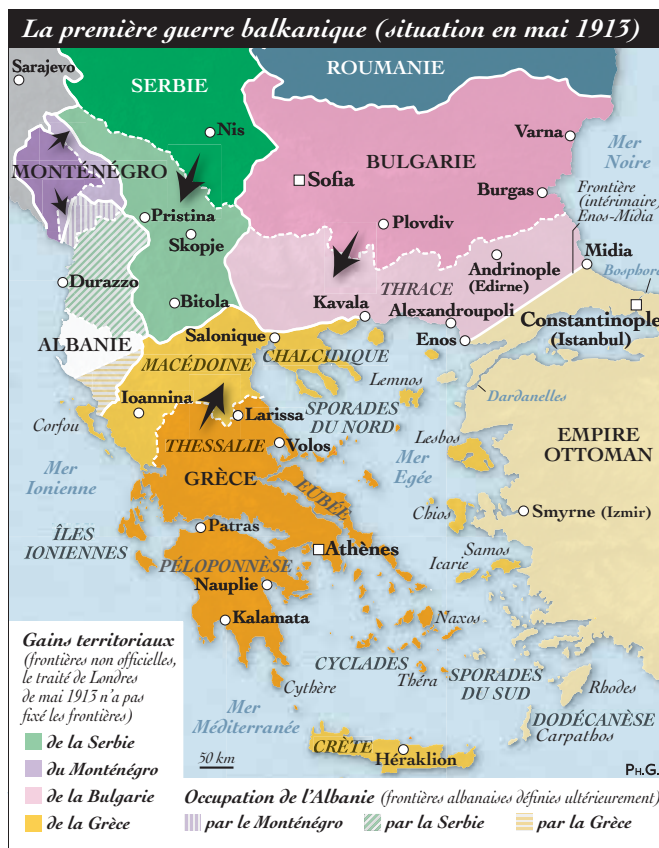 La première guerre balkanique (situation en mai 1913)
Sarajevo
SERBIE
ROUMANIE
Nis
Varna
Mer
Noire
MONTÉNÉGRO
BULGARIE
Sofia
Burgas
Frontière
(intérimaire)
Enos-Midia
Pristina
Skopje
Plovdiv
Midia
Bosphore
Durazzo
Andrinople
(Edirne)
THRACE
Bitola
Kavala
Alexandroupoli
Constantinople
(Istanbul)
ALBANIE
Salonique
Enos
MACÉDOINE
CHALCIDIQUE
Lemnos
Dardanelles
Ioannina
Corfou
Larissa
SPORADES
DU NORD
THESSALIE
Volos
Lesbos
EMPIRE
OTTOMAN
Mer
Ionienne
GRÈCE
Mer
Égée
EUBÉE
Chios
Smyrne (Izmir)
ÎLES
IONIENNES
Patras
Athènes
Samos
Icarie
PÉLOPONNÈSE
Nauplie
Kalamata
Naxos
Gains territoriaux
(frontières non officielles,
le traité de Londres
de mai 1913 n'a pas
fixé les frontières)
CYCLADES
Théra
SPORADES
DU SUD
Cythère
Rhodes
Mer
Méditerranée
DODÉCANÈSE
Carpathos
CRÈTE
Héraklion
50 km
PH.G.
de la Serbie
du Monténégro
de la Bulgarie
de la Grèce
Occupation de l'Albanie (frontières albanaises définies ultérieurement)
par le Monténégro
par la Serbie
par la Grèce